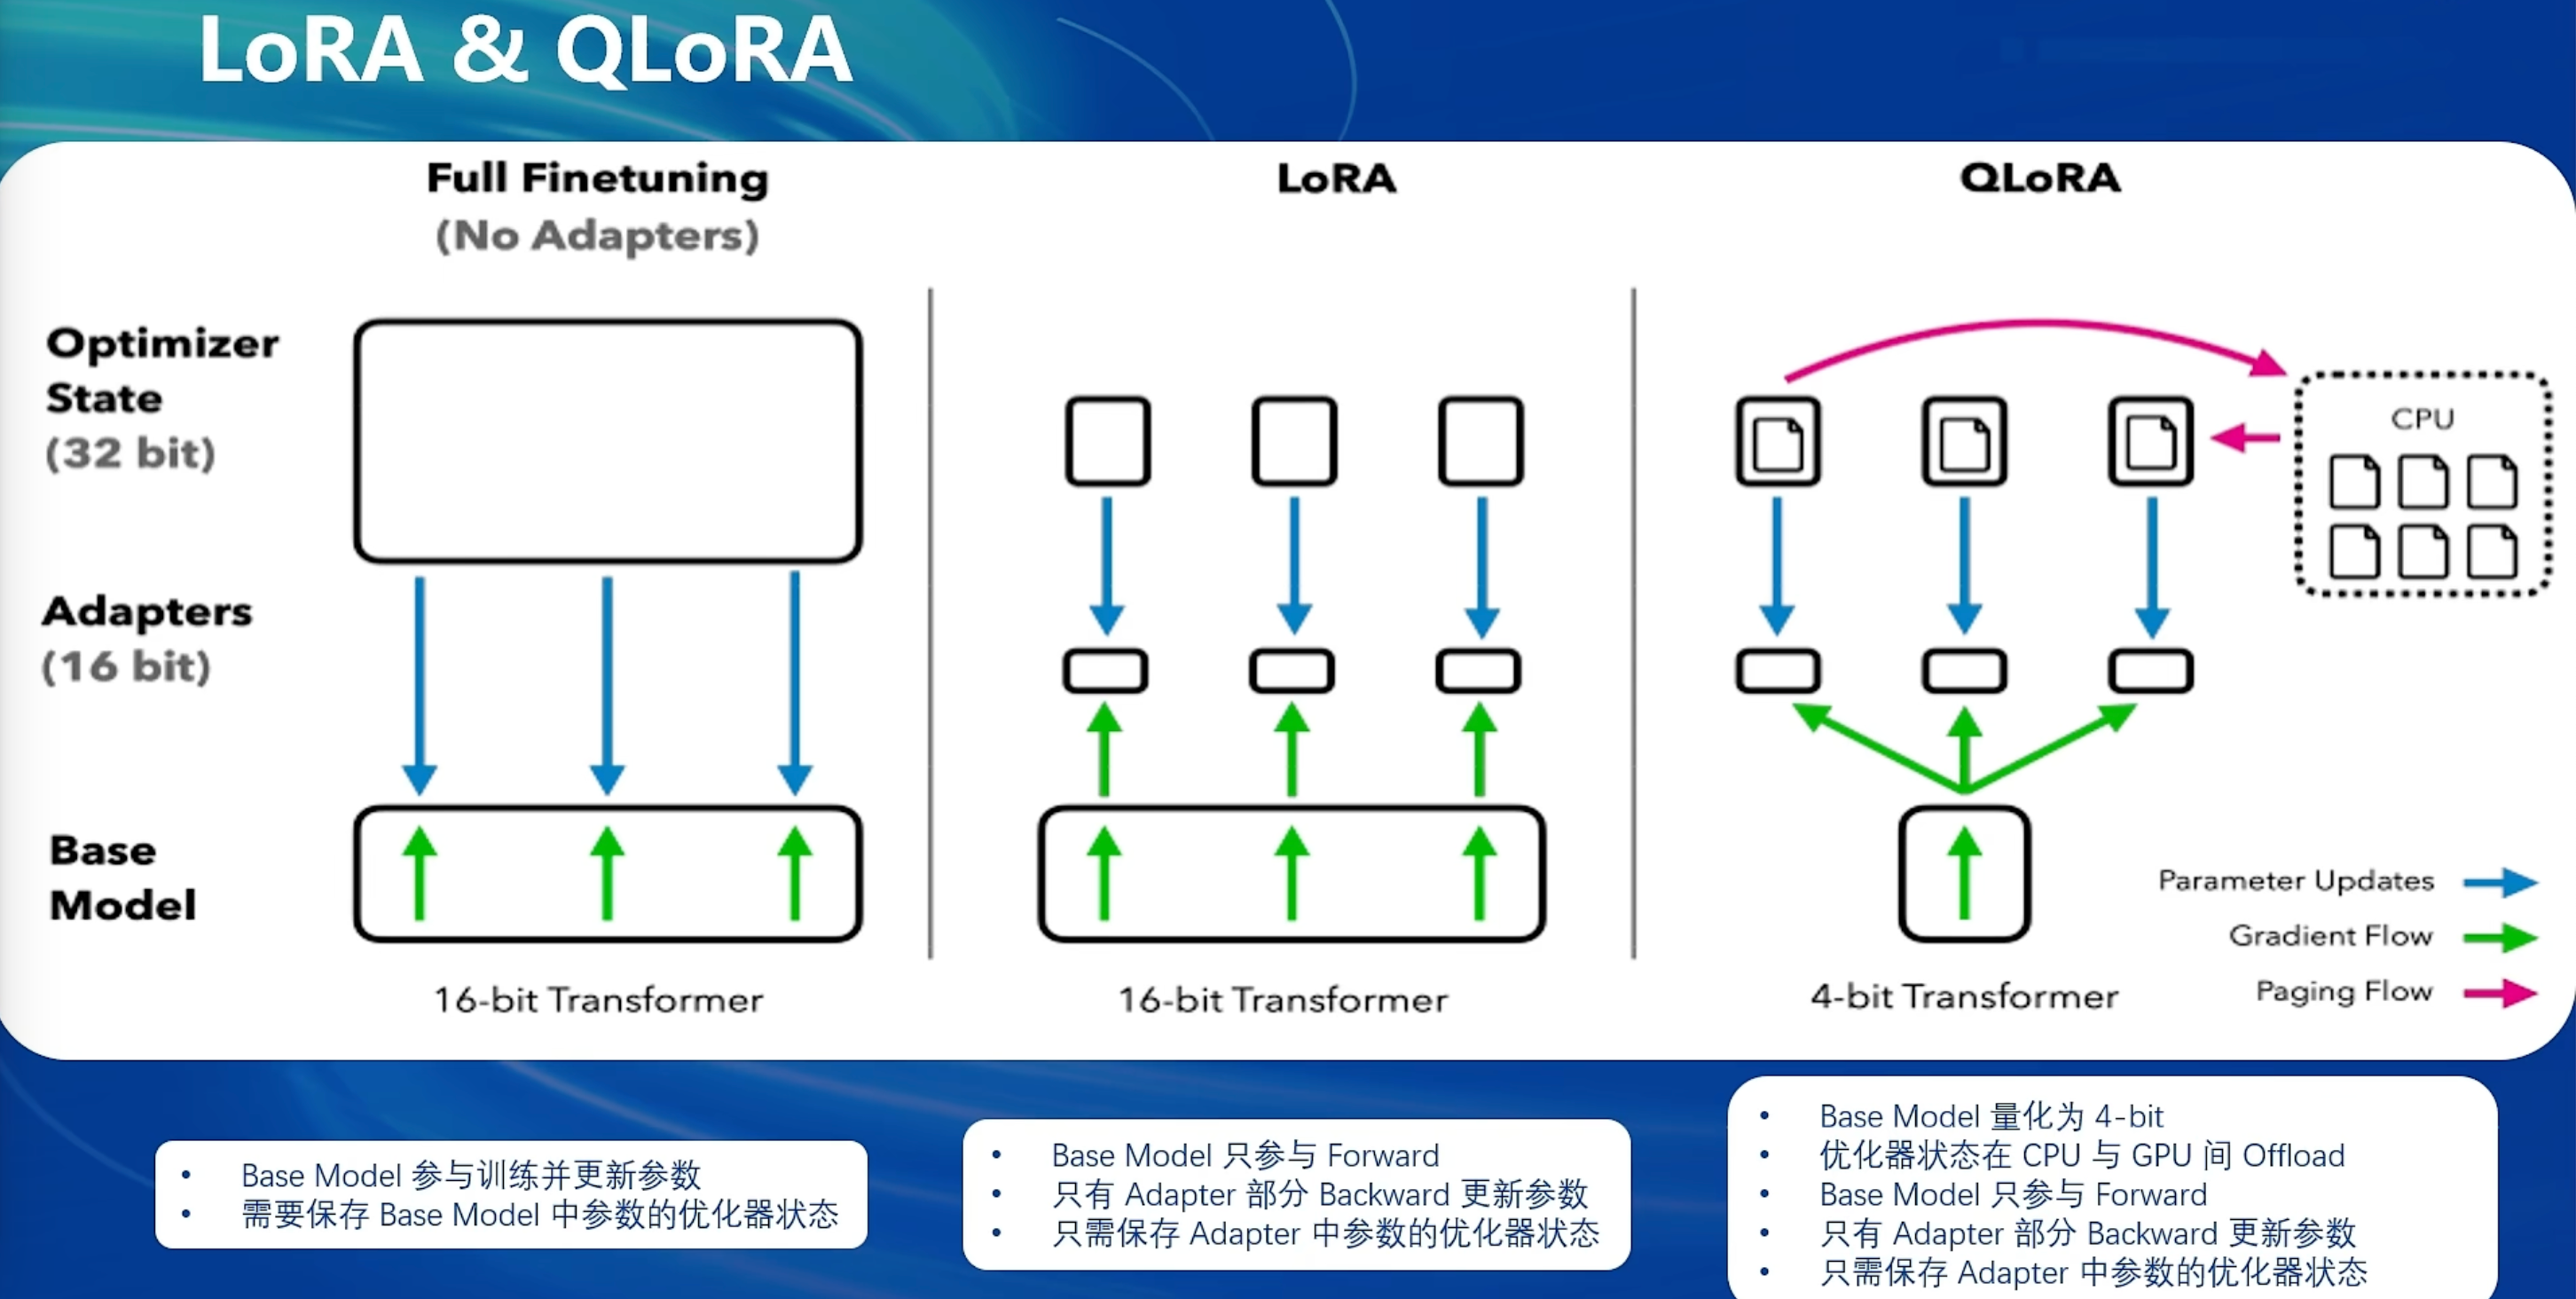 LoRA & QLoRA
Full Finetuning
(No Adapters)
LoRA
QLoRA
Optimizer
State
(32 bit)
CPU
Adapters
(16 bit)
Base
Model
Parameter Updates
Gradient Flow
Paging Flow
16-bit Transformer
16-bit Transformer
4-bit Transformer
• Base Model 参与训练并更新参数
• 需要保存 Base Model 中参数的优化器状态
• Base Model 只参与 Forward
• 只有 Adapter 部分 Backward 更新参数
• 只需保存 Adapter 中参数的优化器状态
• Base Model 量化为 4-bit
• 优化器状态在 CPU 与 GPU 间 Offload
• Base Model 只参与 Forward
• 只有 Adapter 部分 Backward 更新参数
• 只需保存 Adapter 中参数的优化器状态